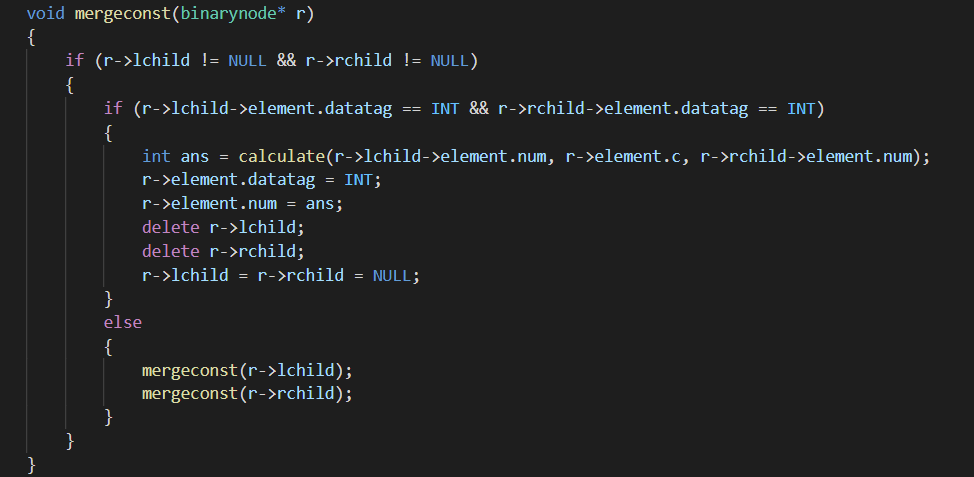 void mergeconst(binarynode* r)
{
    if (r->lchild != NULL && r->rchild != NULL)
    {
        if (r->lchild->element.datatag == INT && r->rchild->element.datatag == INT)
        {
            int ans = calculate(r->lchild->element.num, r->element.c, r->rchild->element.num);
            r->element.datatag = INT;
            r->element.num = ans;
            delete r->lchild;
            delete r->rchild;
            r->lchild = r->rchild = NULL;
        }
        else
        {
            mergeconst(r->lchild);
            mergeconst(r->rchild);
        }
    }
}